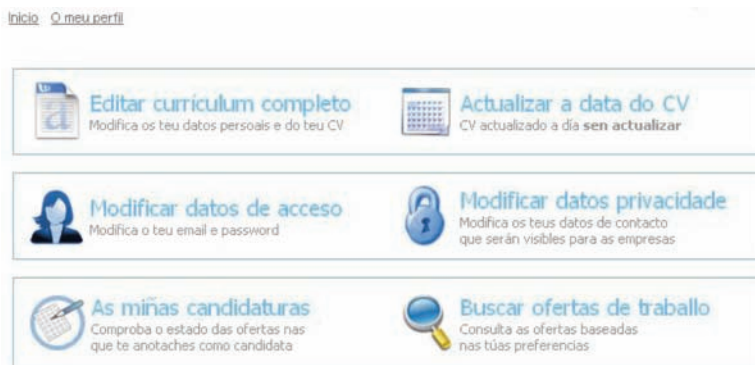 Inicio O meu perfil
Editar currículum completo
Modifica os teu datos persoais e do teu CV
Actualizar a data do CV
CV actualizado a día sen actualizar
Modificar datos de acceso
Modifica o teu email e password
Modificar datos privacidade
Modifica os teus datos de contacto
que serán visibles para as empresas
As miñas candidaturas
Comproba o estado das ofertas nas
que te anotaches como candidata
Buscar ofertas de traballo
Consulta as ofertas baseadas
nas túas preferencias